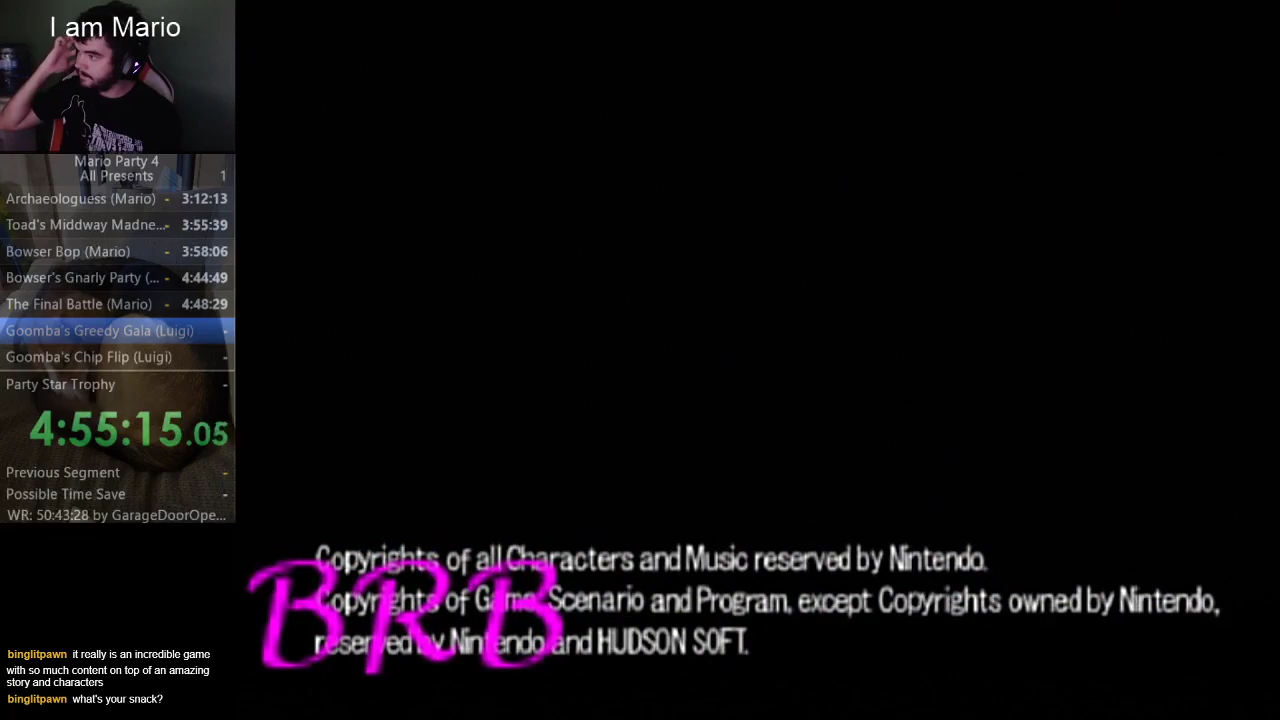 I am Mario
Mario Party 4
All Presents 1
Archaeologuess (Mario) - 3:12:13
Toad's Middway Madne... - 3:55:39
Bowser Bop (Mario) - 3:58:06
Bowser's Gnarly Party (... - 4:44:49
The Final Battle (Mario) - 4:48:29
Goomba's Greedy Gala (Luigi) -
Goomba's Chip Flip (Luigi) -
Party Star Trophy -
4:55:15.05
Previous Segment -
Possible Time Save -
WR: 50:43:28 by GarageDoorOpe...
Copyrights of all Characters and Music reserved by Nintendo.
Copyrights of Game, Scenario and Program, except Copyrights owned by Nintendo,
reserved by Nintendo and HUDSON SOFT.
BRB
binglitpawn it really is an incredible game
with so much content on top of an amazing
story and characters
binglitpawn what's your snack?